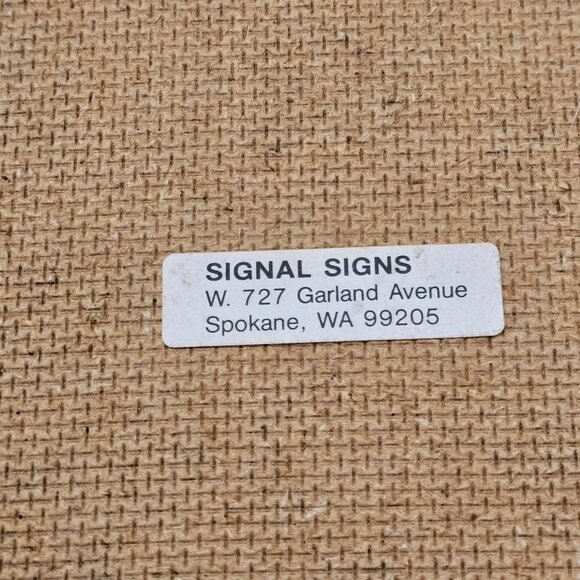 SIGNAL SIGNS
W. 727 Garland Avenue
Spokane, WA 99205